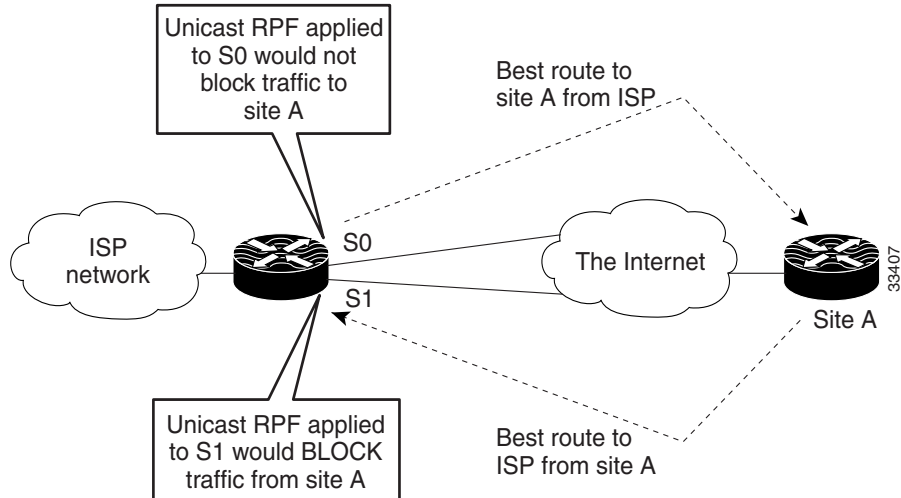 Unicast RPF applied
to S0 would not
block traffic to
site A
Best route to
site A from ISP
ISP
network
S0
S1
The Internet
Site A
33407
Unicast RPF applied
to S1 would BLOCK
traffic from site A
Best route to
ISP from site A